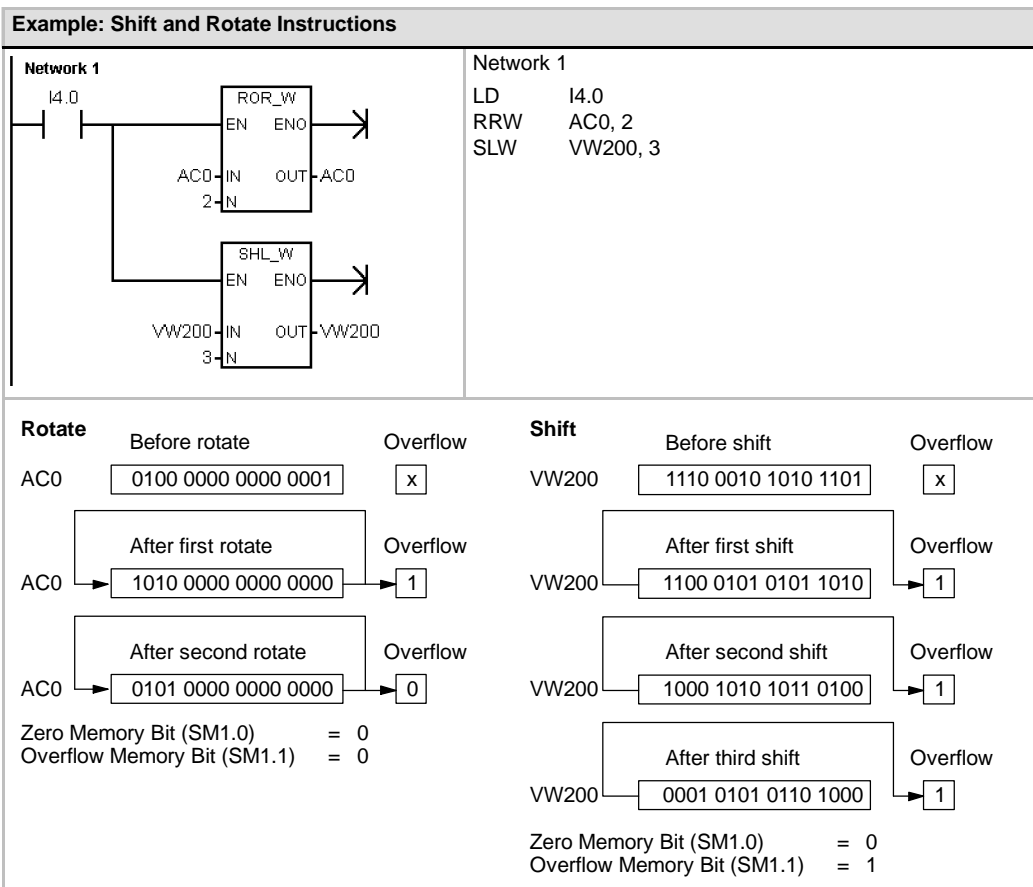 Example: Shift and Rotate Instructions
Network 1
I4.0
ROR_W
EN ENO
AC0 IN OUT AC0
2 N
SHL_W
EN ENO
VW200 IN OUT VW200
3 N
Network 1
LD I4.0
RRW AC0, 2
SLW VW200, 3
Rotate
Before rotate Overflow
AC0 0100 0000 0000 0001 x
After first rotate Overflow
AC0 1010 0000 0000 0000 1
After second rotate Overflow
AC0 0101 0000 0000 0000 0
Zero Memory Bit (SM1.0) = 0
Overflow Memory Bit (SM1.1) = 0
Shift
Before shift Overflow
VW200 1110 0010 1010 1101 x
After first shift Overflow
VW200 1100 0101 0101 1010 1
After second shift Overflow
VW200 1000 1010 1011 0100 1
After third shift Overflow
VW200 0001 0101 0110 1000 1
Zero Memory Bit (SM1.0) = 0
Overflow Memory Bit (SM1.1) = 1